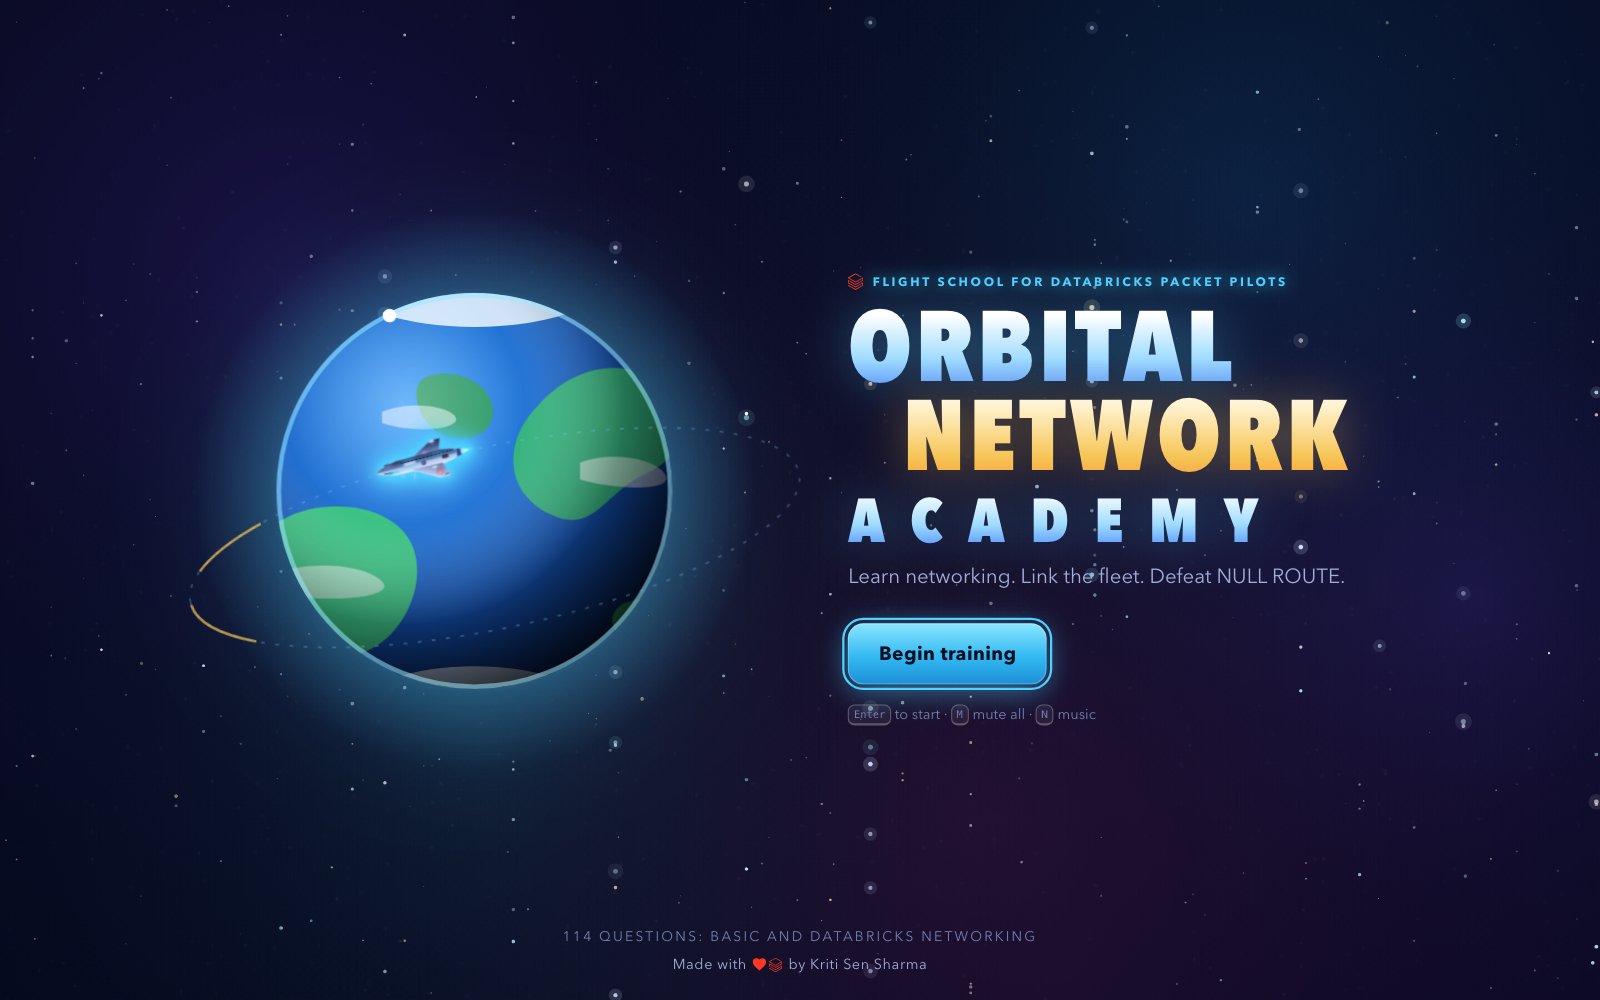 FLIGHT SCHOOL FOR DATABRICKS PACKET PILOTS
ORBITAL
NETWORK
ACADEMY
Learn networking. Link the fleet. Defeat NULL ROUTE.
Begin training
Enter to start · M mute all · N music
114 QUESTIONS: BASIC AND DATABRICKS NETWORKING
Made with by Kriti Sen Sharma